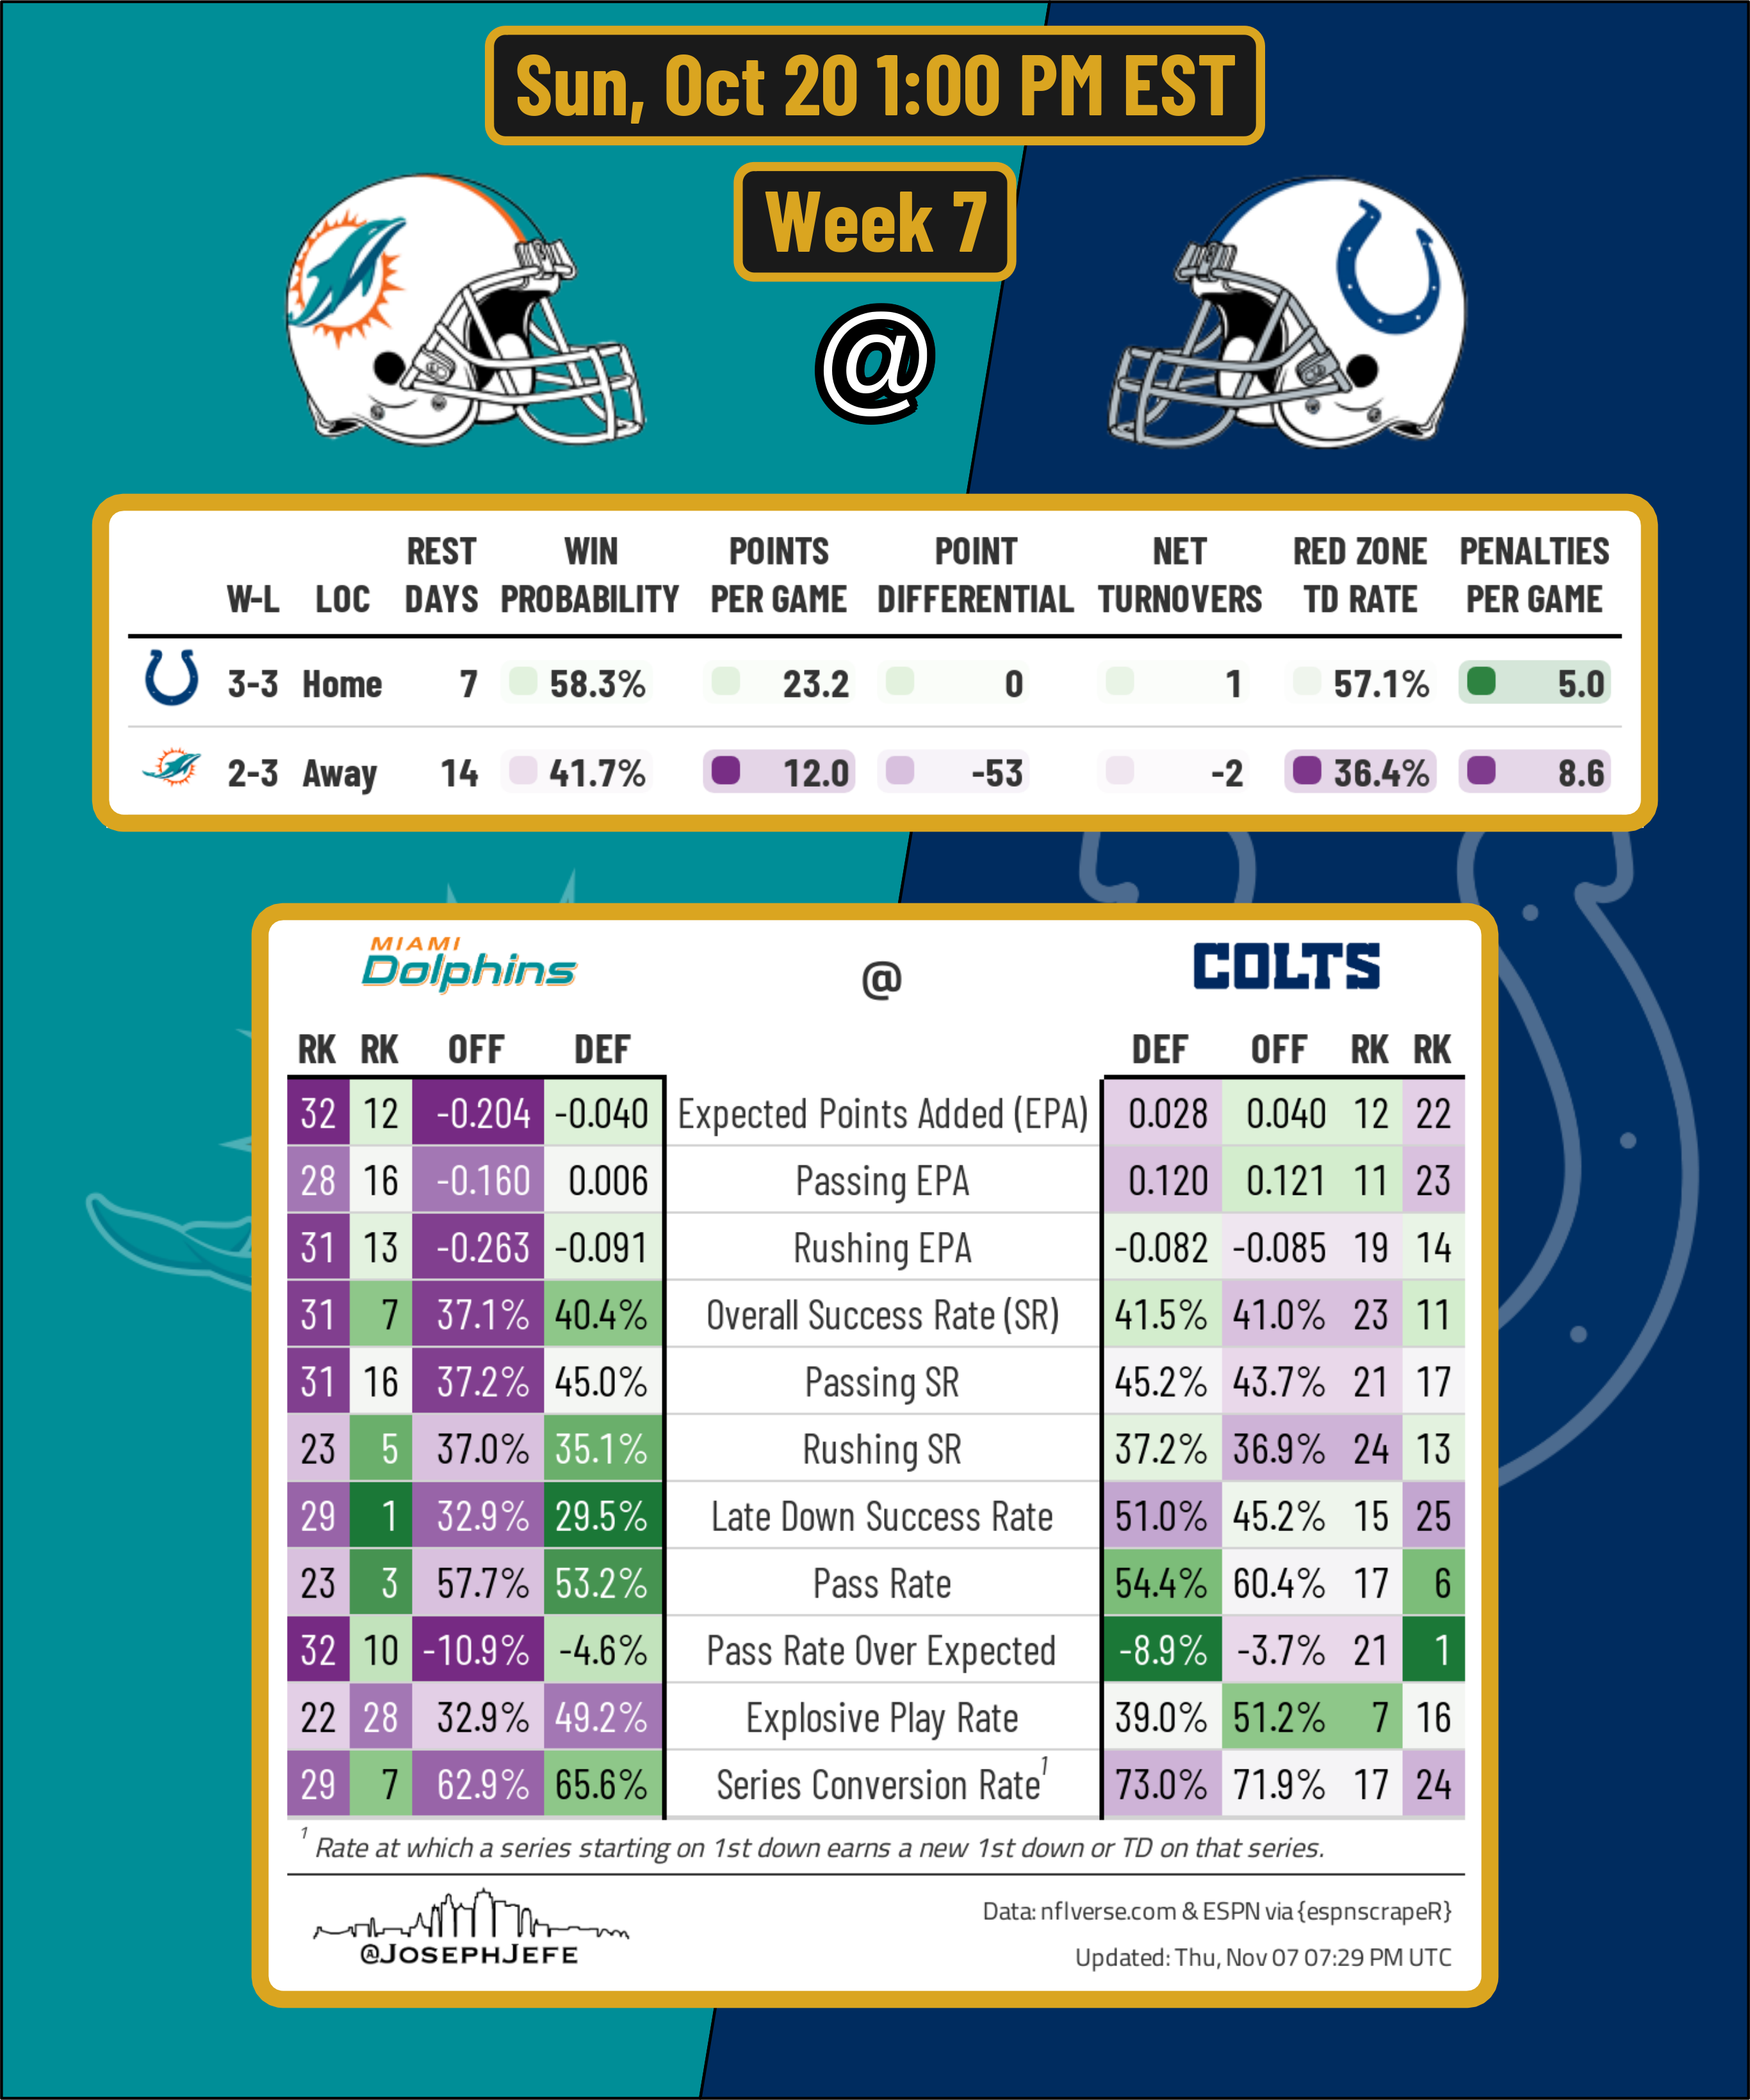 Sun, Oct 20 1:00 PM EST
Week 7
@
REST WIN POINTS POINT NET RED ZONE PENALTIES
W-L LOC DAYS PROBABILITY PER GAME DIFFERENTIAL TURNOVERS TD RATE PER GAME
3-3 Home 7 58.3% 23.2 0 1 57.1% 5.0
2-3 Away 14 41.7% 12.0 -53 -2 36.4% 8.6
MIAMI
Dolphins @ COLTS
RK RK OFF DEF DEF OFF RK RK
32 12 -0.204 -0.040 Expected Points Added (EPA) 0.028 0.040 12 22
28 16 -0.160 0.006 Passing EPA 0.120 0.121 11 23
31 13 -0.263 -0.091 Rushing EPA -0.082 -0.085 19 14
31 7 37.1% 40.4% Overall Success Rate (SR) 41.5% 41.0% 23 11
31 16 37.2% 45.0% Passing SR 45.2% 43.7% 21 17
23 5 37.0% 35.1% Rushing SR 37.2% 36.9% 24 13
29 1 32.9% 29.5% Late Down Success Rate 51.0% 45.2% 15 25
23 3 57.7% 53.2% Pass Rate 54.4% 60.4% 17 6
32 10 -10.9% -4.6% Pass Rate Over Expected -8.9% -3.7% 21 1
22 28 32.9% 49.2% Explosive Play Rate 39.0% 51.2% 7 16
29 7 62.9% 65.6% Series Conversion Rate¹ 73.0% 71.9% 17 24
¹ Rate at which a series starting on 1st down earns a new 1st down or TD on that series.
Data: nflverse.com & ESPN via {espnscrapeR}
@JOSEPHJEFE
Updated: Thu, Nov 07 07:29 PM UTC